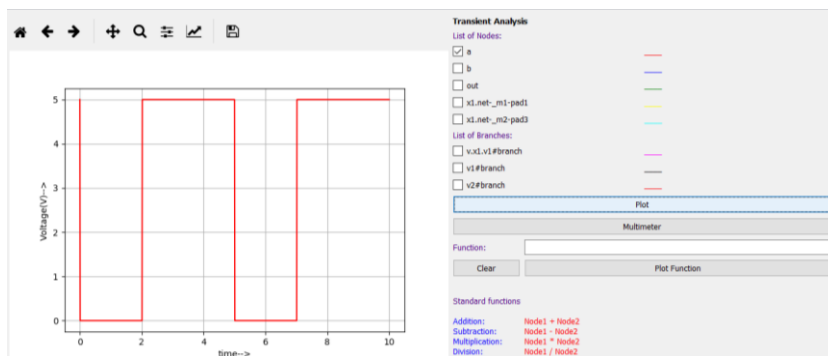 Transient Analysis
List of Nodes:
a
b
out
x1.net-_m1-pad1
x1.net-_m2-pad3
List of Branches:
v.x1.v1#branch
v1#branch
v2#branch
Plot
Multimeter
Function:
Clear Plot Function
Standard functions
Addition: Node1 + Node2
Subtraction: Node1 - Node2
Multiplication: Node1 * Node2
Division: Node1 / Node2
Voltage(V)-->
5
4
3
2
1
0
0 2 4 6 8 10
time-->